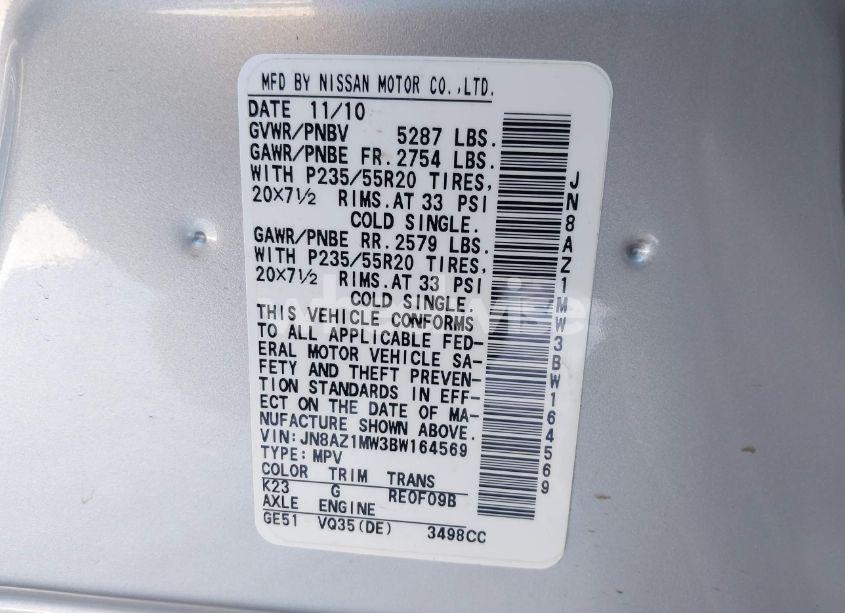 MFD BY NISSAN MOTOR CO.,LTD.
DATE 11/10
GVWR/PNBV 5287 LBS.
GAWR/PNBE FR. 2754 LBS.
WITH P235/55R20 TIRES,
20×7½ RIMS. AT 33 PSI
COLD SINGLE.
GAWR/PNBE RR. 2579 LBS.
WITH P235/55R20 TIRES,
20×7½ RIMS. AT 33 PSI
COLD SINGLE.
THIS VEHICLE CONFORMS
TO ALL APPLICABLE FED-
ERAL MOTOR VEHICLE SA-
FETY AND THEFT PREVEN-
TION STANDARDS IN EFF-
ECT ON THE DATE OF MA-
NUFACTURE SHOWN ABOVE.
VIN:JN8AZ1MW3BW164569
TYPE:MPV
COLOR TRIM TRANS
K23 G RE0F09B
AXLE ENGINE
GE51 VQ35(DE) 3498CC
JN8AZ1MW3BW164569